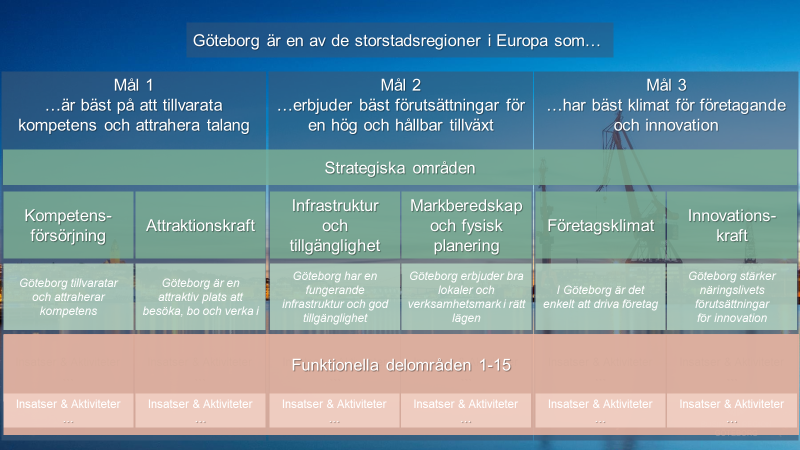 Göteborg är en av de storstadsregioner i Europa som…
Mål 1
…är bäst på att tillvarata
kompetens och attrahera talang
Mål 2
…erbjuder bäst förutsättningar för
en hög och hållbar tillväxt
Mål 3
…har bäst klimat för företagande
och innovation
Strategiska områden
Kompetens-
försörjning
Attraktionskraft
Infrastruktur
och
tillgänglighet
Markberedskap
och fysisk
planering
Företagsklimat
Innovations-
kraft
Göteborg tillvaratar
och attraherar
kompetens
Göteborg är en
attraktiv plats att
besöka, bo och verka i
Göteborg har en
fungerande
infrastruktur och god
tillgänglighet
Göteborg erbjuder bra
lokaler och
verksamhetsmark i rätt
lägen
I Göteborg är det
enkelt att driva företag
Göteborg stärker
näringslivets
förutsättningar
för innovation
Funktionella delområden 1-15
Insatser & Aktiviteter
…
Insatser & Aktiviteter
…
Insatser & Aktiviteter
…
Insatser & Aktiviteter
…
Insatser & Aktiviteter
…
Insatser & Aktiviteter
…